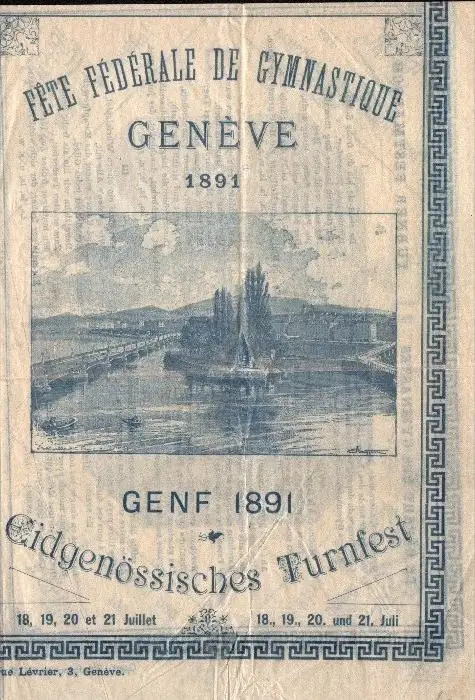 FÊTE FÉDÉRALE DE GYMNASTIQUE
GENÈVE
1891
GENF 1891
Eidgenössisches Turnfest
18, 19, 20 et 21 Juillet
18., 19., 20. und 21. Juli
Lévrier, 3, Genève.